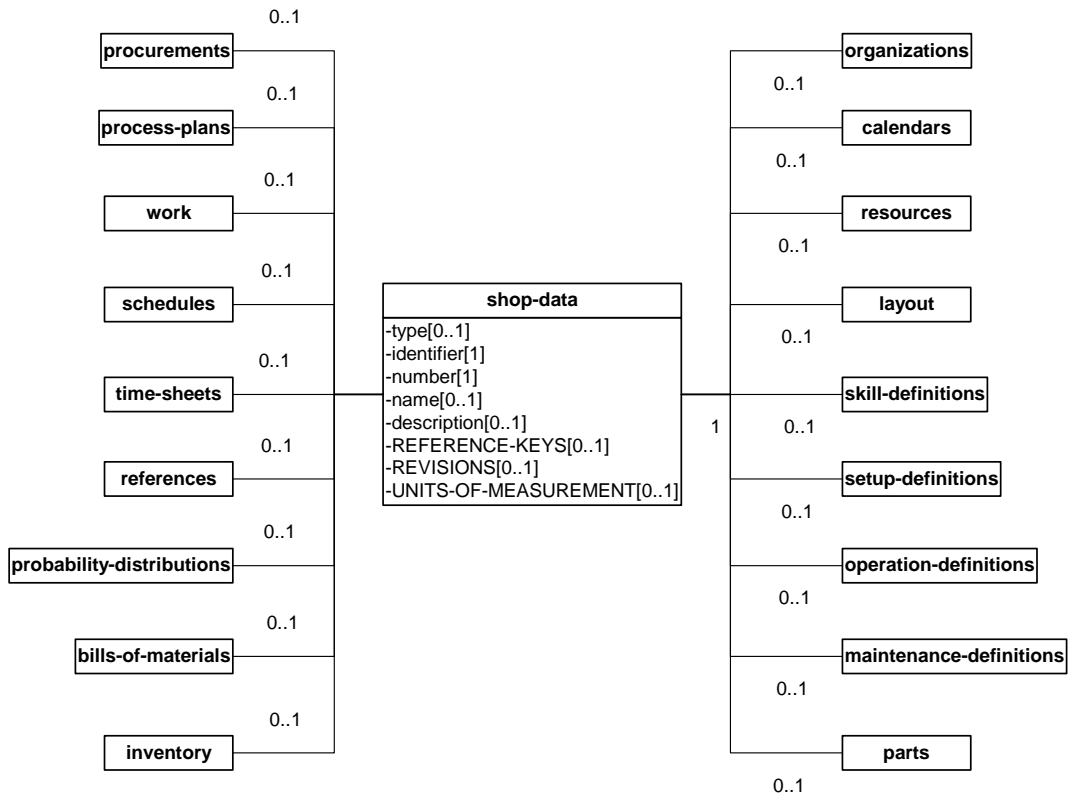 0..1
procurements
0..1
process-plans
0..1
work
0..1
schedules
0..1
time-sheets
0..1
references
0..1
probability-distributions
0..1
bills-of-materials
0..1
inventory
shop-data
-type[0..1]
-identifier[1]
-number[1]
-name[0..1]
-description[0..1]
-REFERENCE-KEYS[0..1]
-REVISIONS[0..1]
-UNITS-OF-MEASUREMENT[0..1]
1
organizations
0..1
calendars
0..1
resources
0..1
layout
0..1
skill-definitions
0..1
setup-definitions
0..1
operation-definitions
0..1
maintenance-definitions
0..1
parts
0..1